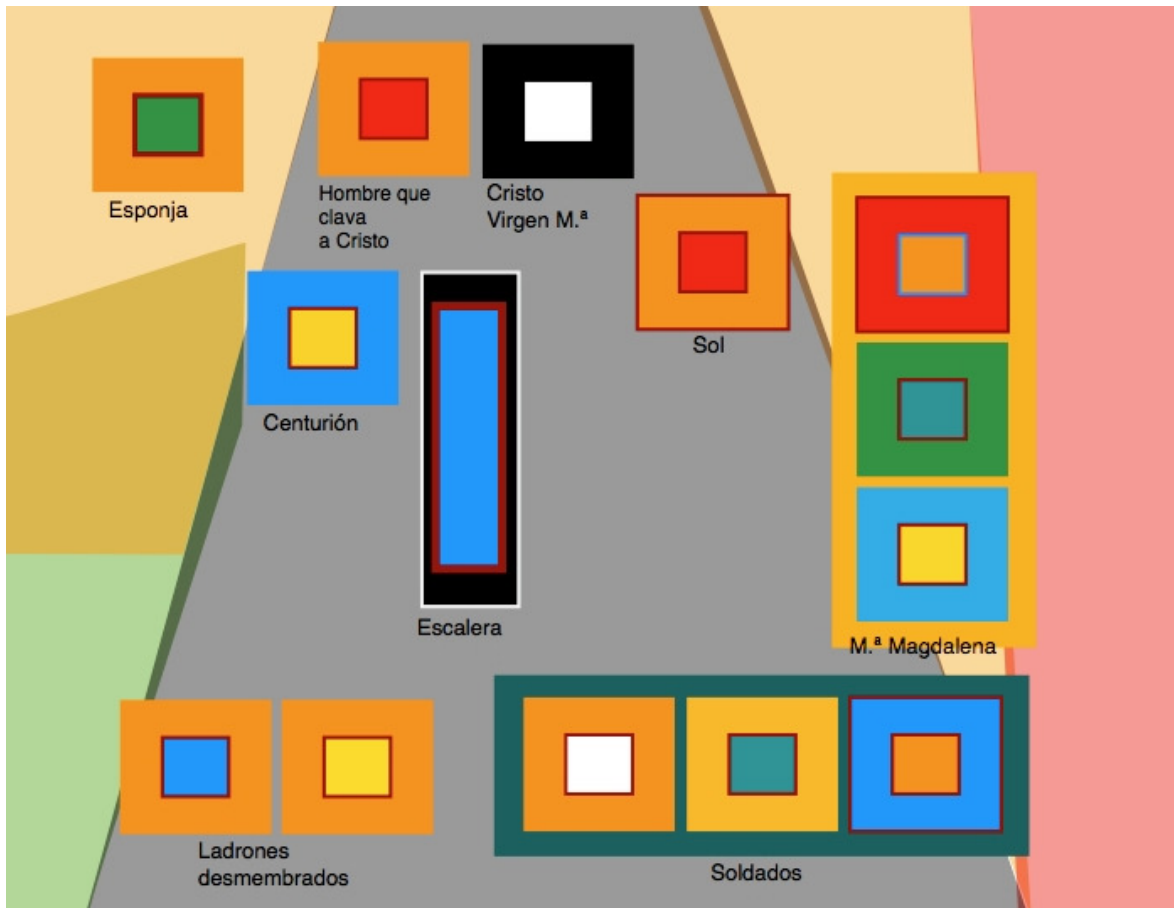 Esponja
Hombre que
clava
a Cristo
Cristo
Virgen M.ª
Sol
Centurión
Escalera
M.ª Magdalena
Ladrones
desmembrados
Soldados